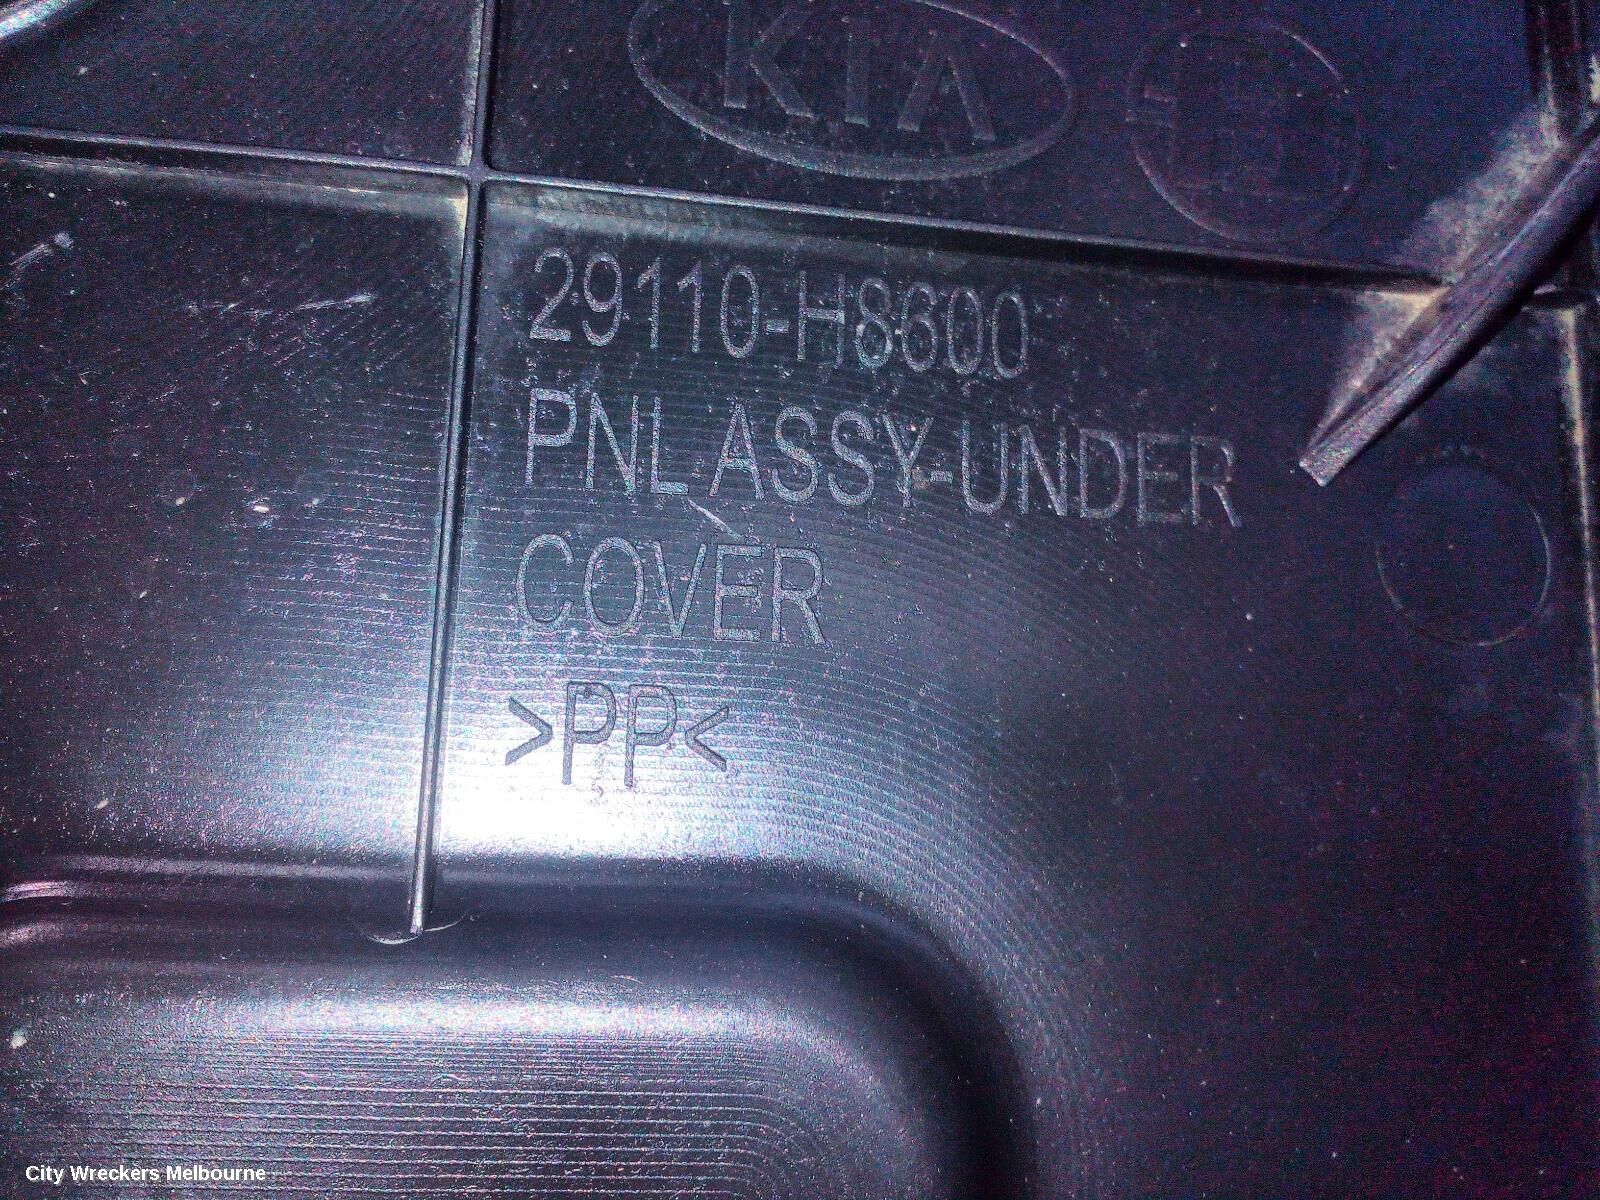 KIA
29110-H8600
PNL ASSY-UNDER
COVER
>PP<
City Wreckers Melbourne